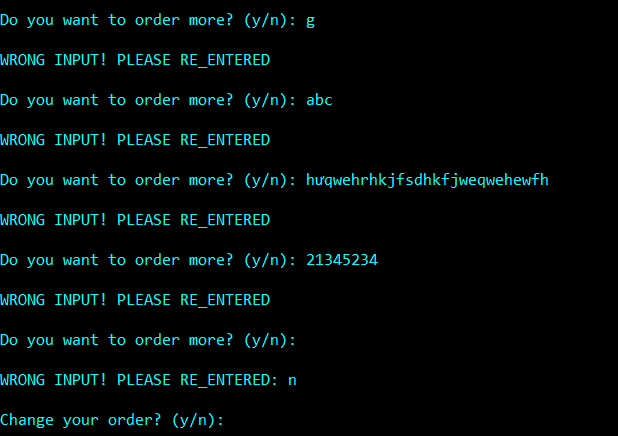 Do you want to order more? (y/n): g
WRONG INPUT! PLEASE RE_ENTERED
Do you want to order more? (y/n): abc
WRONG INPUT! PLEASE RE_ENTERED
Do you want to order more? (y/n): hưqwehrhkjfsdhkfjweqwehewfh
WRONG INPUT! PLEASE RE_ENTERED
Do you want to order more? (y/n): 21345234
WRONG INPUT! PLEASE RE_ENTERED
Do you want to order more? (y/n):
WRONG INPUT! PLEASE RE_ENTERED: n
Change your order? (y/n):